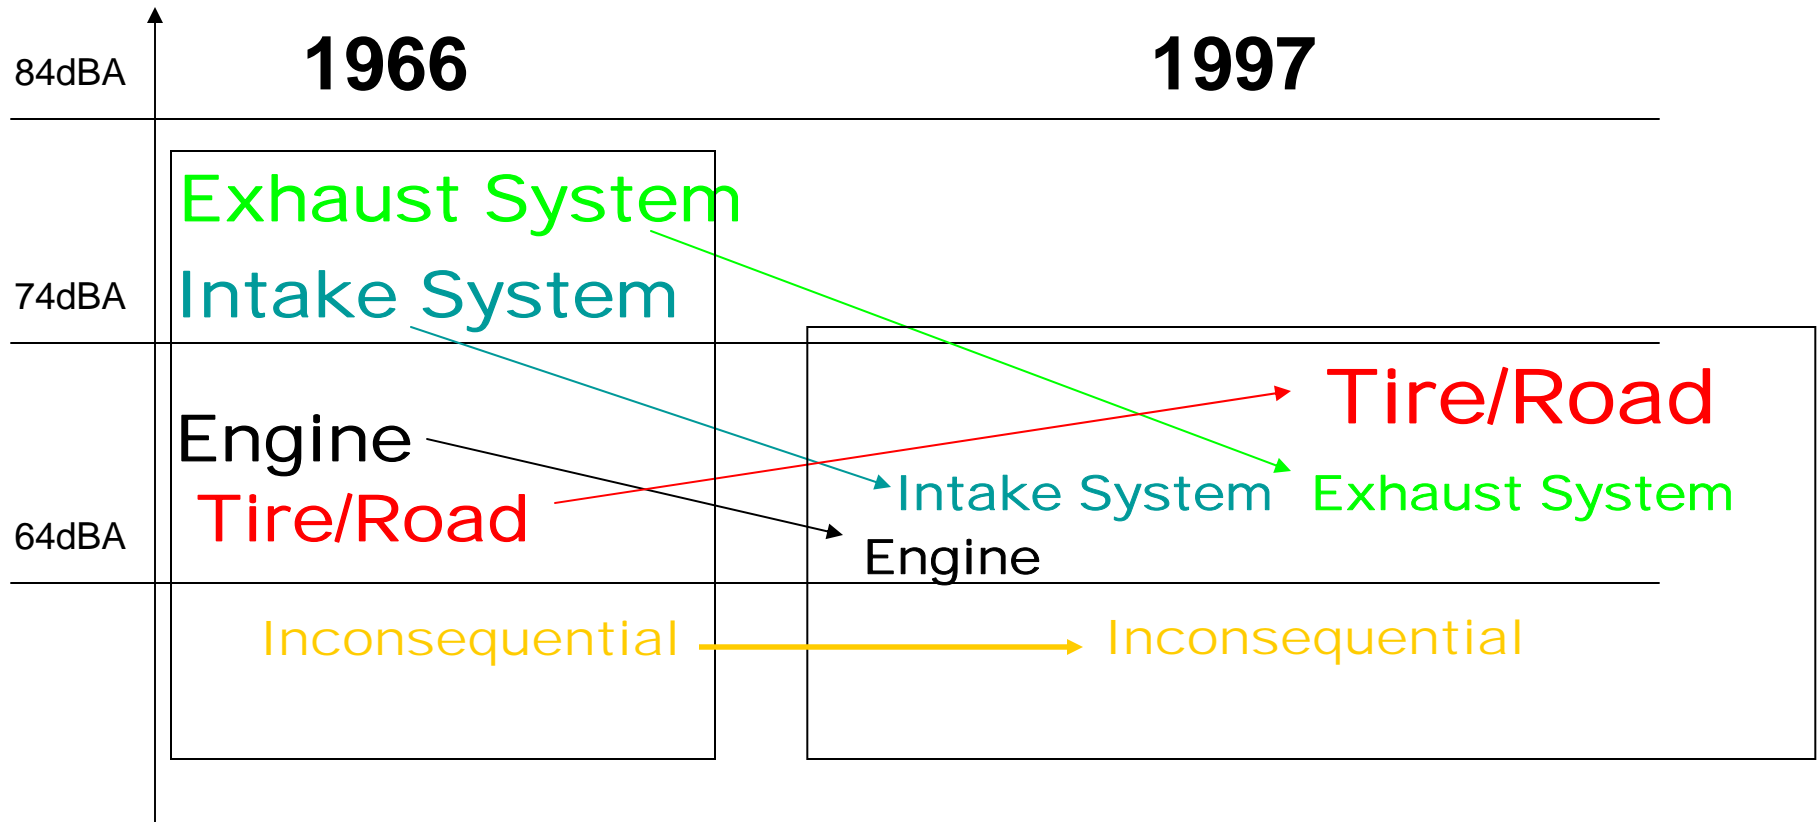 1966
1997
84dBA
Exhaust System
74dBA
Intake System
Tire/Road
Engine
Intake System
Exhaust System
Tire/Road
64dBA
Engine
Inconsequential
Inconsequential